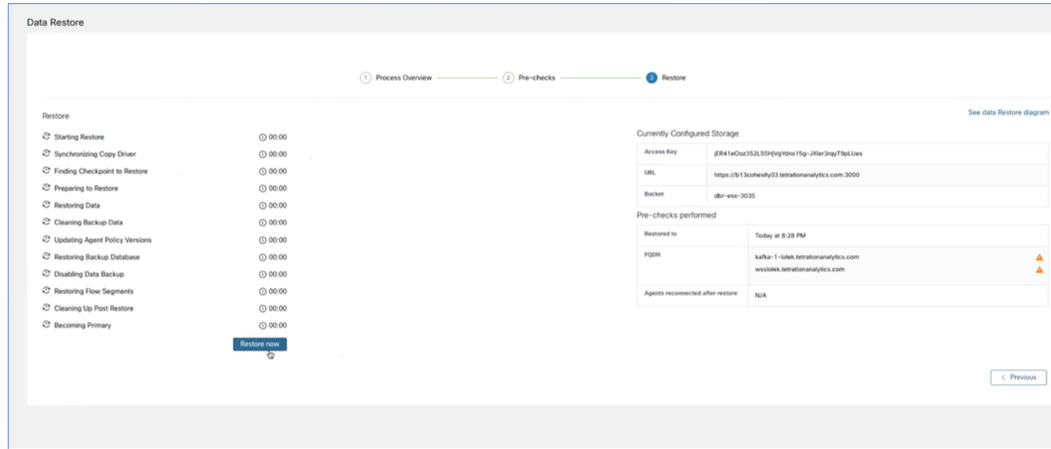 Data Restore
1 Process Overview 2 Pre-checks 3 Restore
See data Restore diagram
Restore
Starting Restore 00:00
Synchronizing Copy Driver 00:00
Finding Checkpoint to Restore 00:00
Preparing to Restore 00:00
Restoring Data 00:00
Cleaning Backup Data 00:00
Updating Agent Policy Versions 00:00
Restoring Backup Database 00:00
Disabling Data Backup 00:00
Restoring Flow Segments 00:00
Cleaning Up Post Restore 00:00
Becoming Primary 00:00
Restore now
Currently Configured Storage
Access Key
URL https://b13cohesity03.tetrationanalytics.com:3000
Bucket dbr-esx-3035
Pre-checks performed
Restored to Today at 8:28 PM
FQDN kafka-1-lolek.tetrationanalytics.com
wsslolek.tetrationanalytics.com
Agents reconnected after restore N/A
< Previous